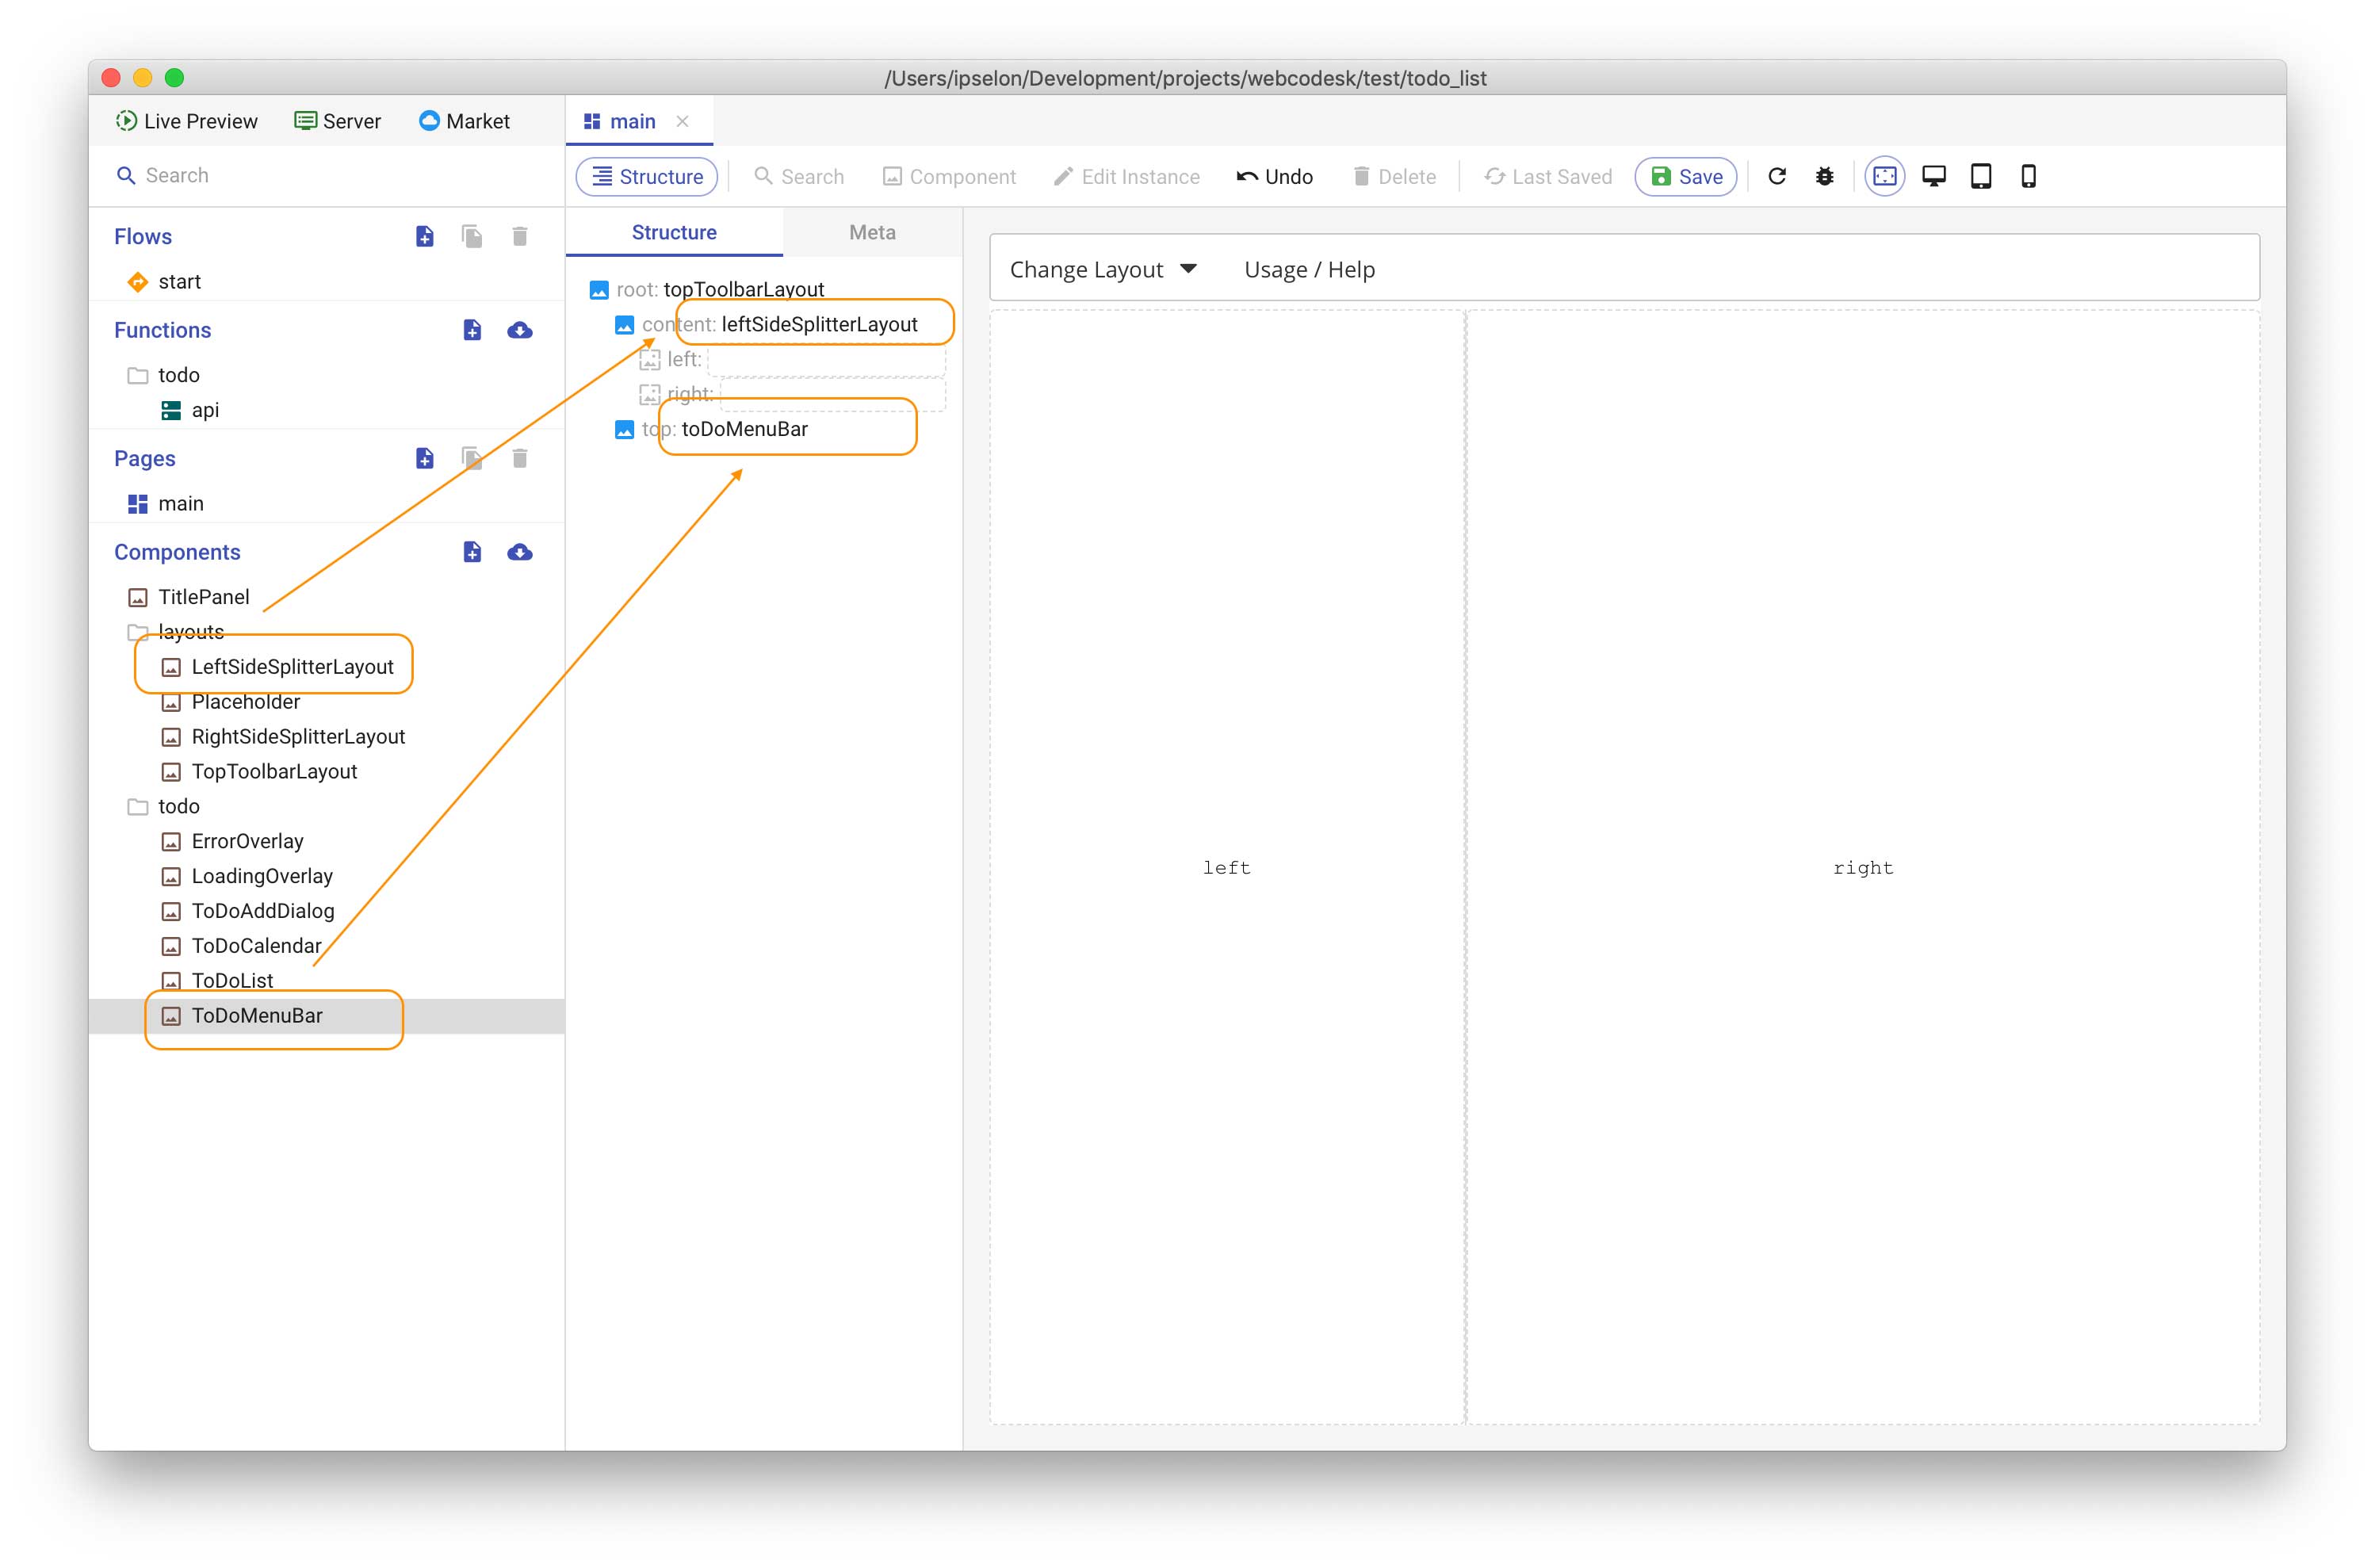 /Users/ipselon/Development/projects/webcodesk/test/todo_list
Live Preview Server Market
main
Search
Structure Search Component Edit Instance Undo Delete Last Saved Save
Flows
start
Functions
todo
api
Pages
main
Components
TitlePanel
layouts
LeftSideSplitterLayout
Placeholder
RightSideSplitterLayout
TopToolbarLayout
todo
ErrorOverlay
LoadingOverlay
ToDoAddDialog
ToDoCalendar
ToDoList
ToDoMenuBar
Structure Meta
root: topToolbarLayout
content: leftSideSplitterLayout
left:
right:
top: toDoMenuBar
Change Layout Usage / Help
left
right